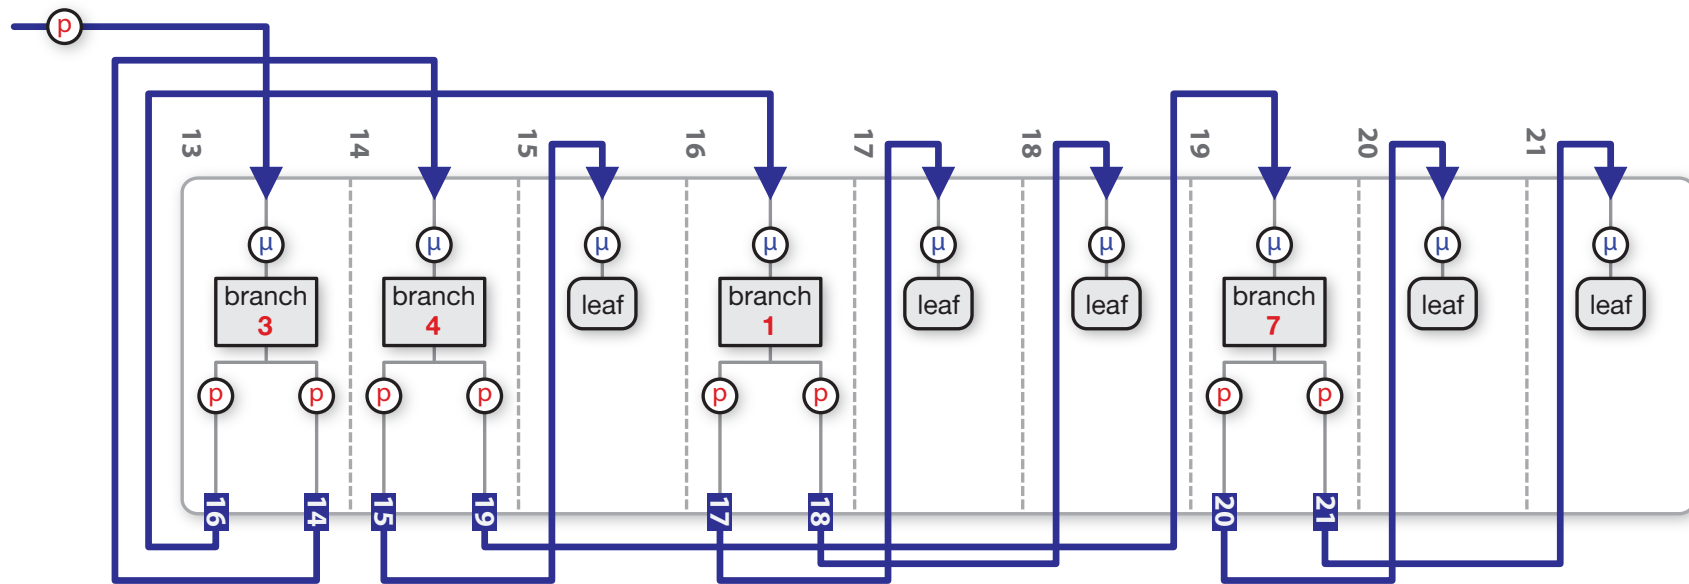 p
13 14 15 16 17 18 19 20 21
μ μ μ μ μ μ μ μ μ
branch branch leaf branch leaf leaf branch leaf leaf
3 4 1 7
p p p p p p p p
16 14 15 19 17 18 20 21